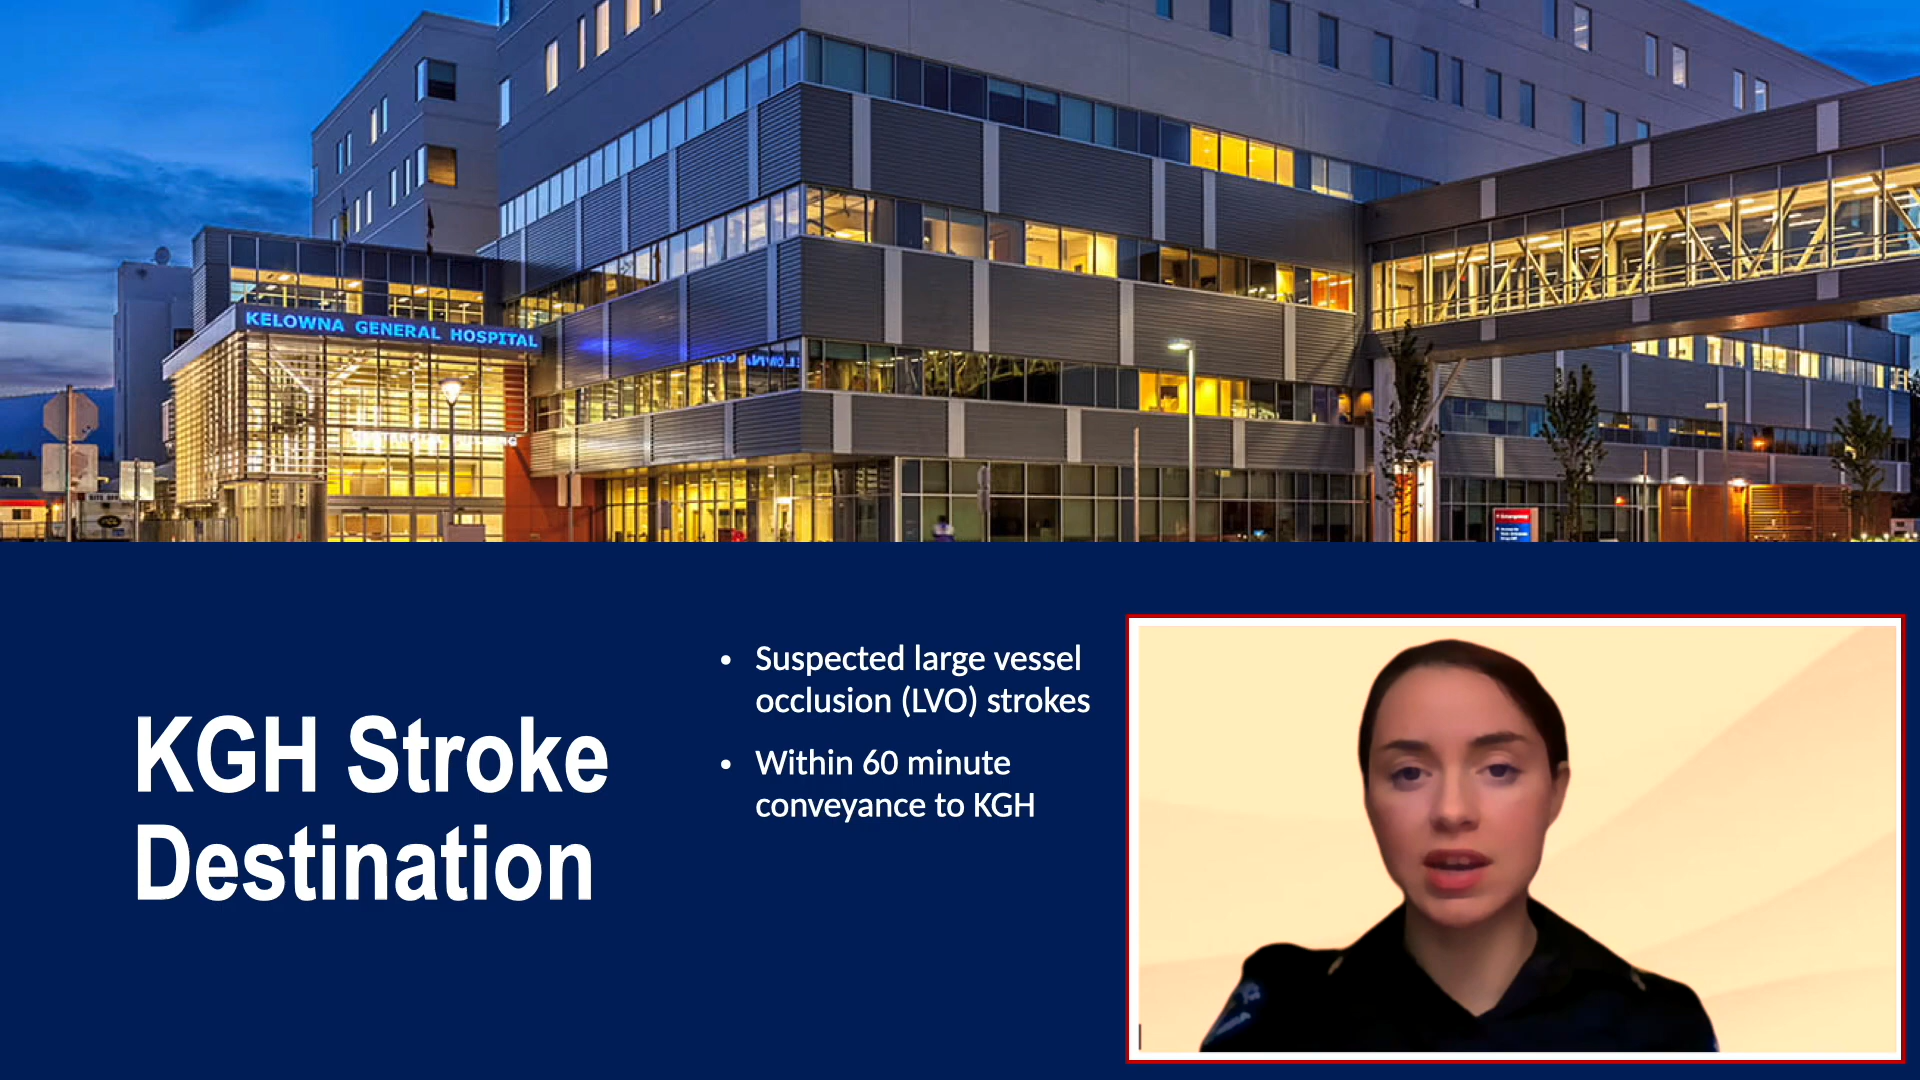 KELOWNA GENERAL HOSPITAL
KGH Stroke
Destination
• Suspected large vessel
occlusion (LVO) strokes
• Within 60 minute
conveyance to KGH